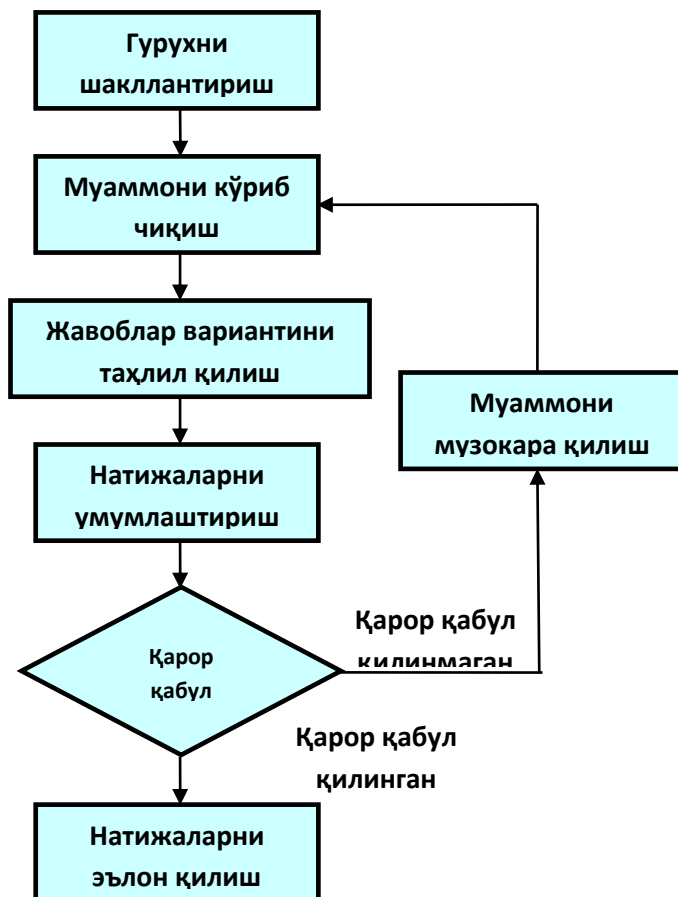 Гурухни
шакллантириш
Муаммони кўриб
чиқиш
Жавоблар вариантини
таҳлил қилиш
Муаммони
музокара қилиш
Натижаларни
умумлаштириш
Қарор қабул
қилинмаган
Қарор
қабул
Қарор қабул
қилинган
Натижаларни
эълон қилиш